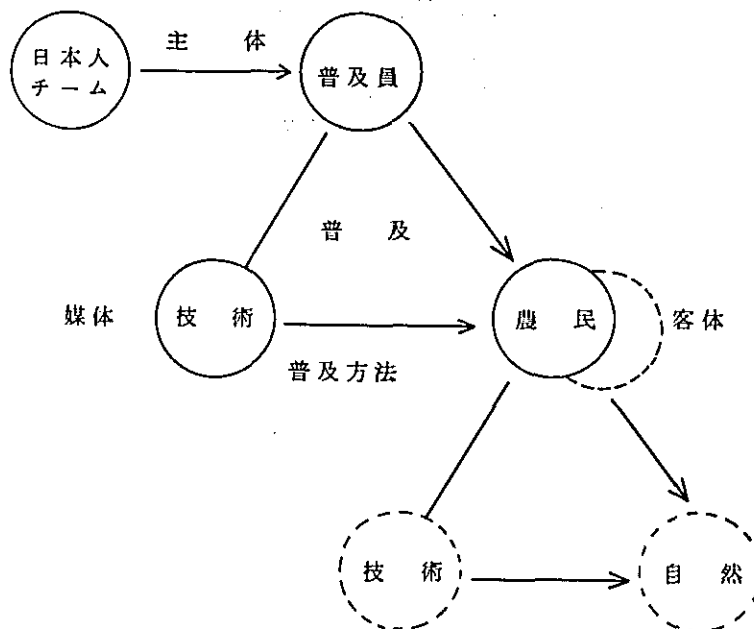 日本人
チーム
主体
普及員
普及
媒体
技術
農民
客体
普及方法
技術
自然